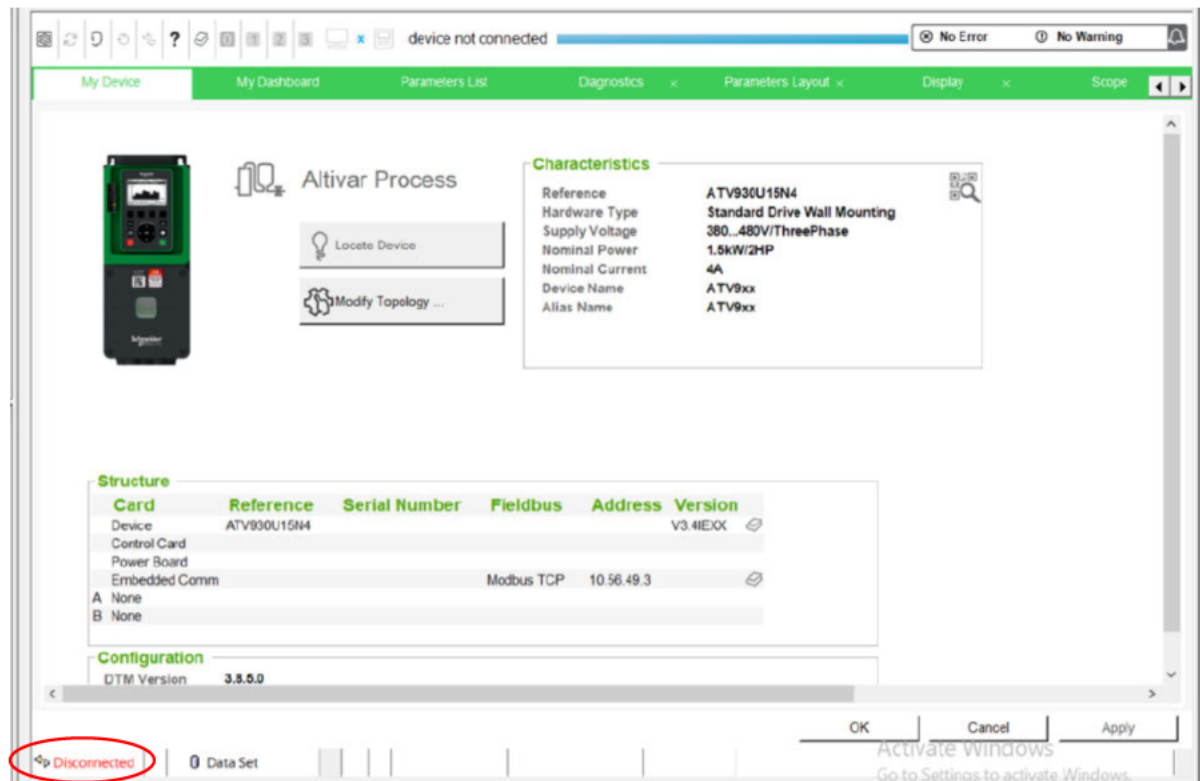 ? 0 1 2 3 x device not connected No Error No Warning
My Device My Dashboard Parameters List Diagnostics x Parameters Layout x Display x Scope
Altivar Process
Locate Device
Modify Topology ...
Characteristics
Reference ATV930U15N4
Hardware Type Standard Drive Wall Mounting
Supply Voltage 380...480V/ThreePhase
Nominal Power 1.5kW/2HP
Nominal Current 4A
Device Name ATV9xx
Alias Name ATV9xx
Schneider
Structure
Card Reference Serial Number Fieldbus Address Version
Device ATV930U15N4 V3.4IEXX
Control Card
Power Board
Embedded Comm Modbus TCP 10.56.49.3
A None
B None
Configuration
DTM Version 3.8.5.0
OK Cancel Apply
Activate Windows
Go to Settings to activate Windows.
Disconnected Data Set